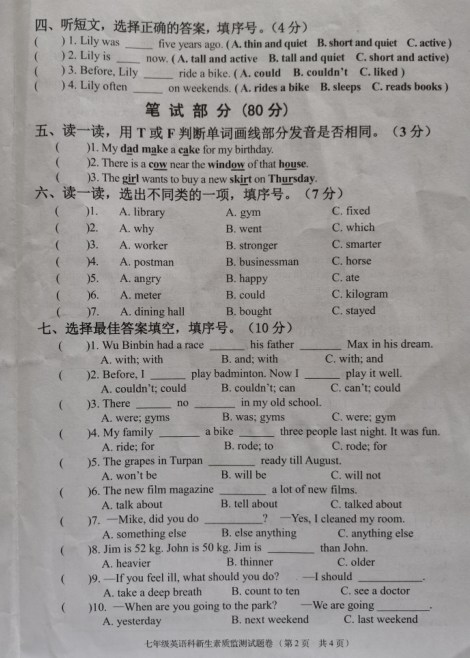 四、听短文，选择正确的答案，填序号。（4 分）
(    ) 1. Lily was _____ five years ago. ( A. thin and quiet  B. short and quiet  C. active )
(    ) 2. Lily is _____ now. ( A. tall and active  B. tall and quiet  C. short and active)
(    ) 3. Before, Lily _____ ride a bike. ( A. could  B. couldn't  C. liked )
(    ) 4. Lily often _____ on weekends. ( A. rides a bike  B. sleeps  C. reads books )
笔 试 部 分 (80 分)
五、读一读，用 T 或 F 判断单词画线部分发音是否相同。（3 分）
(    )1. My dad make a cake for my birthday.
(    )2. There is a cow near the window of that house.
(    )3. The girl wants to buy a new skirt on Thursday.
六、读一读，选出不同类的一项，填序号。（7 分）
(    )1. A. library  A. gym  C. fixed
(    )2. A. why  B. went  C. which
(    )3. A. worker  B. stronger  C. smarter
(    )4. A. postman  B. businessman  C. horse
(    )5. A. angry  B. happy  C. ate
(    )6. A. meter  B. could  C. kilogram
(    )7. A. dining hall  B. bought  C. stayed
七、选择最佳答案填空，填序号。（10 分）
(    )1. Wu Binbin had a race ______ his father ______ Max in his dream.
A. with; with  B. and; with  C. with; and
(    )2. Before, I ______ play badminton. Now I ______ play it well.
A. couldn't; could  B. couldn't; can  C. can't; could
(    )3. There ______ no ______ in my old school.
A. were; gyms  B. was; gyms  C. were; gym
(    )4. My family ______ a bike ______ three people last night. It was fun.
A. ride; for  B. rode; to  C. rode; for
(    )5. The grapes in Turpan ______ ready till August.
A. won't be  B. will be  C. will not
(    )6. The new film magazine ______ a lot of new films.
A. talk about  B. tell about  C. talked about
(    )7. —Mike, did you do ______? —Yes, I cleaned my room.
A. something else  B. else anything  C. anything else
(    )8. Jim is 52 kg. John is 50 kg. Jim is ______ than John.
A. heavier  B. thinner  C. older
(    )9. —If you feel ill, what should you do? —I should ______.
A. take a deep breath  B. count to ten  C. see a doctor
(    )10. —When are you going to the park? —We are going ______.
A. yesterday  B. next weekend  C. last weekend
七年级英语科新生素质监测试题卷（第 2 页 共 4 页）